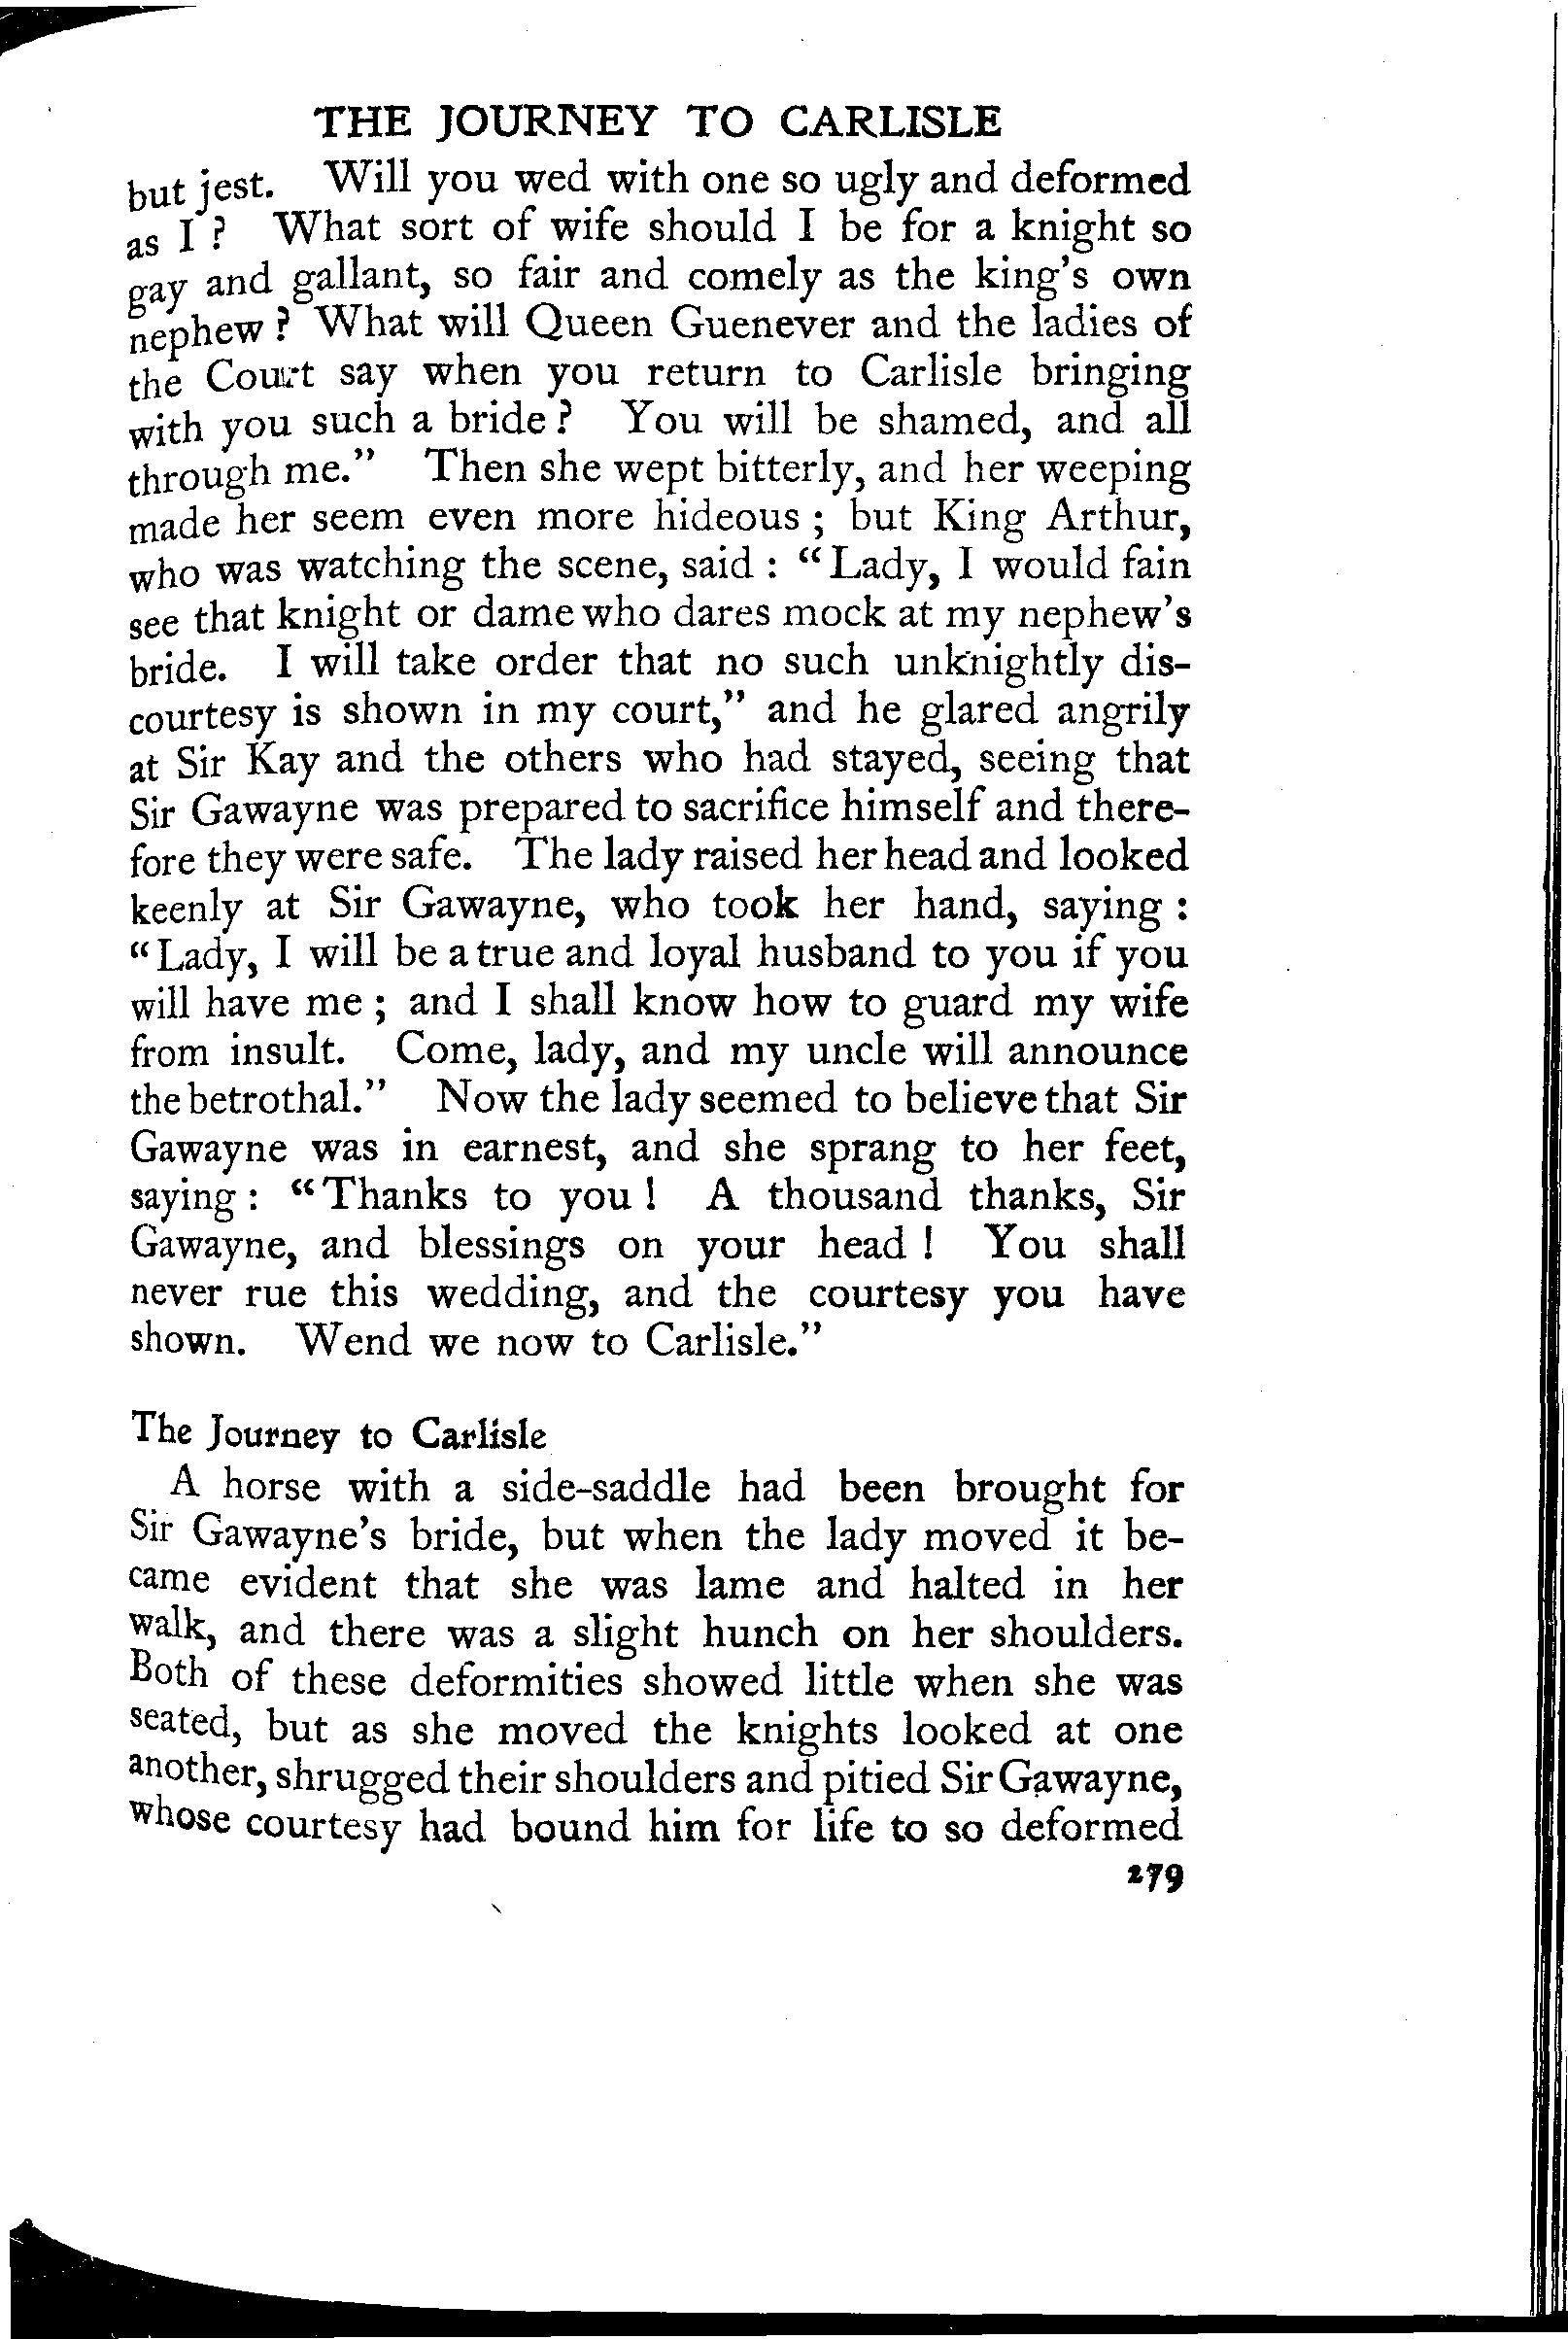 THE JOURNEY TO CARLISLE
but jest. Will you wed with one so ugly and deformed
as I? What sort of wife should I be for a knight so
gay and gallant, so fair and comely as the king's own
nephew? What will Queen Guenever and the ladies of
the Court say when you return to Carlisle bringing
with you such a bride? You will be shamed, and all
through me." Then she wept bitterly, and her weeping
made her seem even more hideous; but King Arthur,
who was watching the scene, said: "Lady, I would fain
see that knight or dame who dares mock at my nephew's
bride. I will take order that no such unknightly dis-
courtesy is shown in my court," and he glared angrily
at Sir Kay and the others who had stayed, seeing that
Sir Gawayne was prepared to sacrifice himself and there-
fore they were safe. The lady raised her head and looked
keenly at Sir Gawayne, who took her hand, saying:
"Lady, I will be a true and loyal husband to you if you
will have me; and I shall know how to guard my wife
from insult. Come, lady, and my uncle will announce
the betrothal." Now the lady seemed to believe that Sir
Gawayne was in earnest, and she sprang to her feet,
saying: "Thanks to you! A thousand thanks, Sir
Gawayne, and blessings on your head! You shall
never rue this wedding, and the courtesy you have
shown. Wend we now to Carlisle."
The Journey to Carlisle
A horse with a side-saddle had been brought for
Sir Gawayne's bride, but when the lady moved it be-
came evident that she was lame and halted in her
walk, and there was a slight hunch on her shoulders.
Both of these deformities showed little when she was
seated, but as she moved the knights looked at one
another, shrugged their shoulders and pitied Sir Gawayne,
whose courtesy had bound him for life to so deformed
279